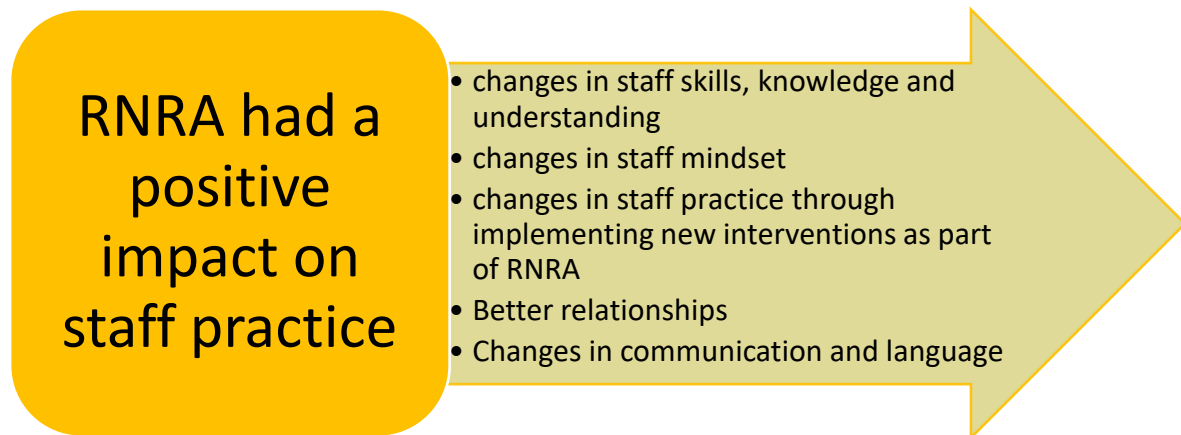 RNRA had a
positive
impact on
staff practice
• changes in staff skills, knowledge and
understanding
• changes in staff mindset
• changes in staff practice through
implementing new interventions as part
of RNRA
• Better relationships
• Changes in communication and language